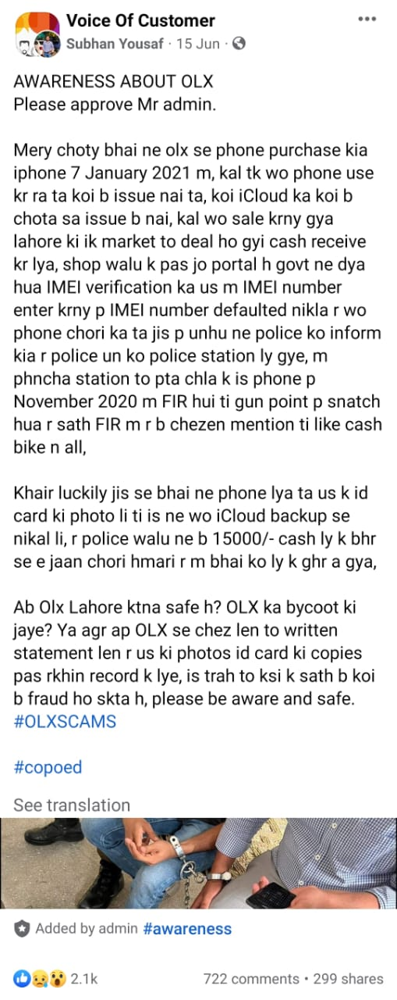 Voice Of Customer
Subhan Yousaf · 15 Jun ·
AWARENESS ABOUT OLX
Please approve Mr admin.
Mery choty bhai ne olx se phone purchase kia
iphone 7 January 2021 m, kal tk wo phone use
kr ra ta koi b issue nai ta, koi iCloud ka koi b
chota sa issue b nai, kal wo sale krny gya
lahore ki ik market to deal ho gyi cash receive
kr lya, shop walu k pas jo portal h govt ne dya
hua IMEI verification ka us m IMEI number
enter krny p IMEI number defaulted nikla r wo
phone chori ka ta jis p unhu ne police ko inform
kia r police un ko police station ly gye, m
phncha station to pta chla k is phone p
November 2020 m FIR hui ti gun point p snatch
hua r sath FIR m r b chezen mention ti like cash
bike n all,
Khair luckily jis se bhai ne phone lya ta us k id
card ki photo li ti is ne wo iCloud backup se
nikal li, r police walu ne b 15000/- cash ly k bhr
se e jaan chori hmari r m bhai ko ly k ghr a gya,
Ab Olx Lahore ktna safe h? OLX ka bycoot ki
jaye? Ya agr ap OLX se chez len to written
statement len r us ki photos id card ki copies
pas rkhin record k lye, is trah to ksi k sath b koi
b fraud ho skta h, please be aware and safe.
#OLXSCAMS
#copoed
See translation
Added by admin #awareness
2.1k 722 comments • 299 shares